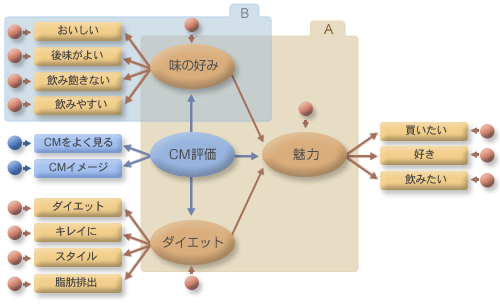 B
A
おいしい
後味がよい
飲み飽きない
飲みやすい
味の好み
CMをよく見る
CMイメージ
CM評価
魅力
買いたい
好き
飲みたい
ダイエット
キレイに
スタイル
脂肪排出
ダイエット